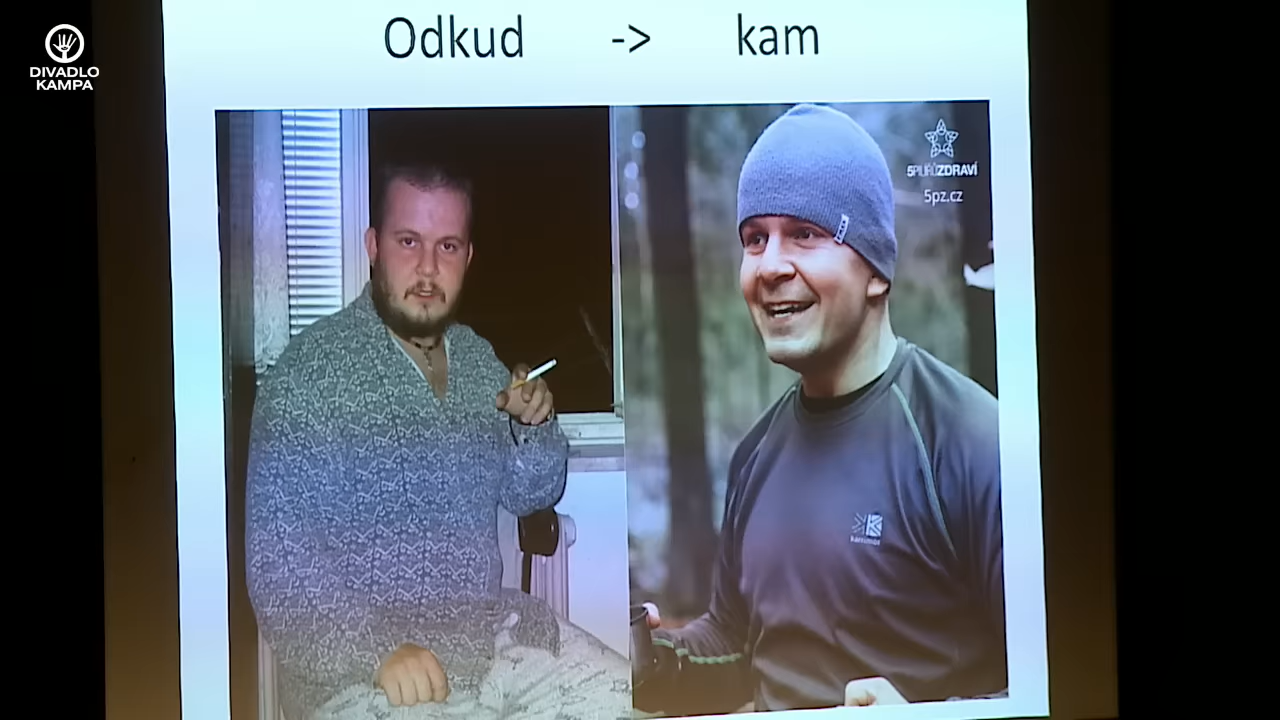 DIVADLO
KAMPA
Odkud -> kam
5PILÍŘŮZDRAVÍ
5pz.cz
karrimor